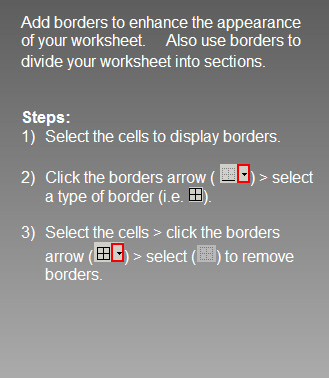 Add borders to enhance the appearance
of your worksheet. Also use borders to
divide your worksheet into sections.
Steps:
1) Select the cells to display borders.
2) Click the borders arrow ( ) > select
a type of border (i.e. ).
3) Select the cells > click the borders
arrow ( ) > select ( ) to remove
borders.